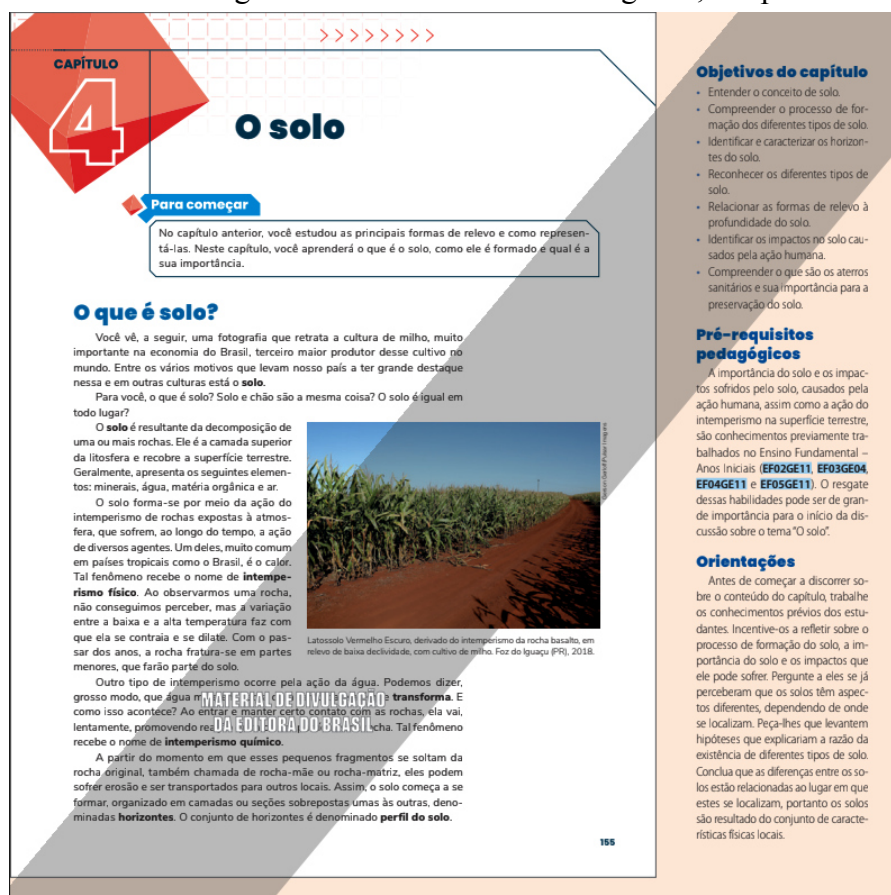 CAPÍTULO
4
O solo
Para começar
No capítulo anterior, você estudou as principais formas de relevo e como represen-
tá-las. Neste capítulo, você aprenderá o que é o solo, como ele é formado e qual é a
sua importância.
O que é solo?
Você vê, a seguir, uma fotografia que retrata a cultura de milho, muito
importante na economia do Brasil, terceiro maior produtor desse cultivo no
mundo. Entre os vários motivos que levam nosso país a ter grande destaque
nessa e em outras culturas está o solo.
Para você, o que é solo? Solo e chão são a mesma coisa? O solo é igual em
todo lugar?
O solo é resultante da decomposição de
uma ou mais rochas. Ele é a camada superior
da litosfera e recobre a superfície terrestre.
Geralmente, apresenta os seguintes elemen-
tos: minerais, água, matéria orgânica e ar.
O solo forma-se por meio da ação do
intemperismo de rochas expostas à atmos-
fera, que sofrem, ao longo do tempo, a ação
de diversos agentes. Um deles, muito comum
em países tropicais como o Brasil, é o calor.
Tal fenômeno recebe o nome de intempe-
rismo físico. Ao observarmos uma rocha,
não conseguimos perceber, mas a variação
entre a baixa e a alta temperatura faz com
que ela se contraia e se dilate. Com o pas-
sar dos anos, a rocha fratura-se em partes
menores, que farão parte do solo.
Latossolo Vermelho Escuro, derivado do intemperismo da rocha basalto, em
relevo de baixa declividade, com cultivo de milho. Foz do Iguaçu (PR), 2018.
Outro tipo de intemperismo ocorre pela ação da água. Podemos dizer,
grosso modo, que água transforma. E
MATERIAL DE DIVULGAÇÃO
como isso acontece? Ao entrar e manter certo contato com as rochas, ela vai,
lentamente, promovendo cha. Tal fenômeno
DA EDITORA DO BRASIL
recebe o nome de intemperismo químico.
A partir do momento em que esses pequenos fragmentos se soltam da
rocha original, também chamada de rocha-mãe ou rocha-matriz, eles podem
sofrer erosão e ser transportados para outros locais. Assim, o solo começa a se
formar, organizado em camadas ou seções sobrepostas umas às outras, deno-
minadas horizontes. O conjunto de horizontes é denominado perfil do solo.
155
Objetivos do capítulo
• Entender o conceito de solo.
• Compreender o processo de for-
mação dos diferentes tipos de solo.
• Identificar e caracterizar os horizon-
tes do solo.
• Reconhecer os diferentes tipos de
solo.
• Relacionar as formas de relevo à
profundidade do solo.
• Identificar os impactos no solo cau-
sados pela ação humana.
• Compreender o que são os aterros
sanitários e sua importância para a
preservação do solo.
Pré-requisitos
pedagógicos
A importância do solo e os impac-
tos sofridos pelo solo, causados pela
ação humana, assim como a ação do
intemperismo na superfície terrestre,
são conhecimentos previamente tra-
balhados no Ensino Fundamental –
Anos Iniciais (EF02GE11, EF03GE04,
EF04GE11 e EF05GE11). O resgate
dessas habilidades pode ser de gran-
de importância para o início da dis-
cussão sobre o tema "O solo".
Orientações
Antes de começar a discorrer so-
bre o conteúdo do capítulo, trabalhe
os conhecimentos prévios dos estu-
dantes. Incentive-os a refletir sobre o
processo de formação do solo, a im-
portância do solo e os impactos que
ele pode sofrer. Pergunte a eles se já
perceberam que os solos têm aspec-
tos diferentes, dependendo de onde
se localizam. Peça-lhes que levantem
hipóteses que explicariam a razão da
existência de diferentes tipos de solo.
Conclua que as diferenças entre os so-
los estão relacionadas ao lugar em que
estes se localizam, portanto os solos
são resultado do conjunto de caracte-
rísticas físicas locais.